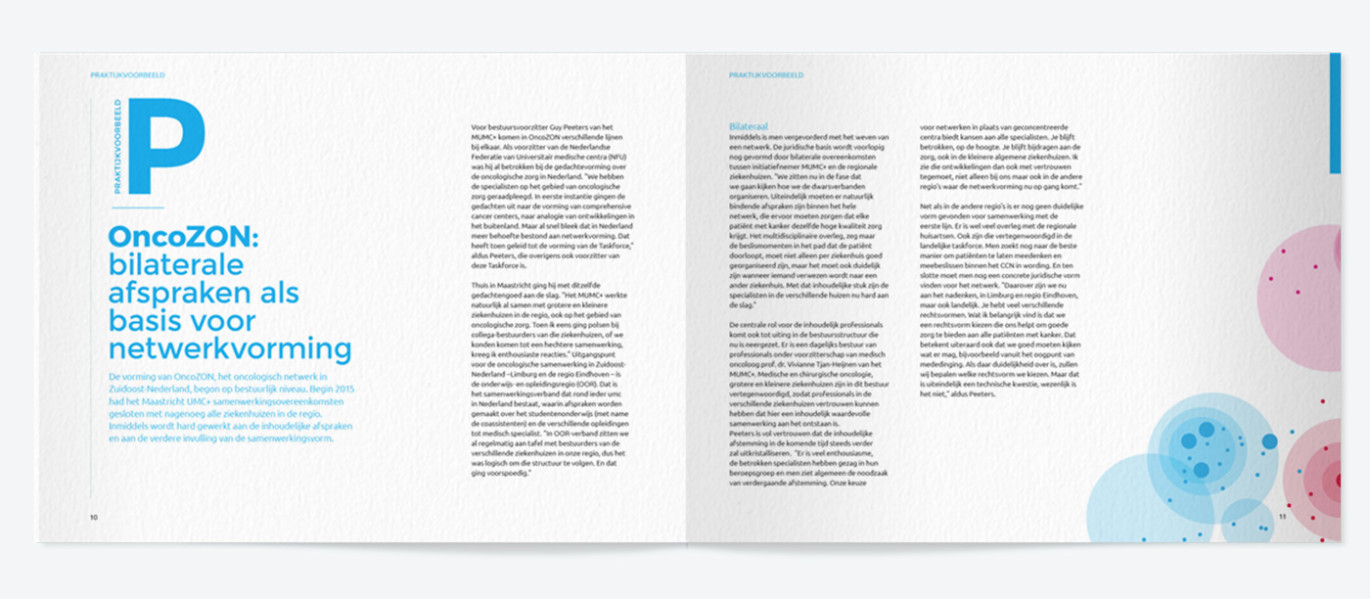 PRAKTIJKVOORBEELD
PRAKTIJKVOORBEELD
P
OncoZON:
bilaterale
afspraken als
basis voor
netwerkvorming
De vorming van OncoZON, het oncologisch netwerk in
Zuidoost-Nederland, begon op bestuurlijk niveau. Begin 2015
had het Maastricht UMC+ samenwerkingsovereenkomsten
gesloten met nagenoeg alle ziekenhuizen in de regio.
Inmiddels wordt hard gewerkt aan de inhoudelijke afspraken
en aan de verdere invulling van de samenwerkingsvorm.
Voor bestuursvoorzitter Guy Peeters van het
MUMC+ komen in OncoZON verschillende lijnen
bij elkaar. Als voorzitter van de Nederlandse
Federatie van Universitair medische centra (NFU)
was hij al betrokken bij de gedachtevorming over
de oncologische zorg in Nederland. "We hebben
de specialisten op het gebied van oncologische
zorg geraadpleegd. In eerste instantie gingen de
gedachten uit naar de vorming van comprehensive
cancer centers, naar analogie van ontwikkelingen in
het buitenland. Maar al snel bleek dat in Nederland
meer behoefte bestond aan netwerkvorming. Dat
heeft toen geleid tot de vorming van de Taskforce,"
aldus Peeters, die overigens ook voorzitter van
deze Taskforce is.
Thuis in Maastricht ging hij met ditzelfde
gedachtengoed aan de slag. "Het MUMC+ werkte
natuurlijk al samen met grotere en kleinere
ziekenhuizen in de regio, ook op het gebied van
oncologische zorg. Toen ik eens ging polsen bij
collega-bestuurders van die ziekenhuizen, of we
konden komen tot een hechtere samenwerking,
kreeg ik enthousiaste reacties." Uitgangspunt
voor de oncologische samenwerking in Zuidoost-
Nederland –Limburg en de regio Eindhoven – is
de onderwijs- en opleidingsregio (OOR). Dat is
het samenwerkingsverband dat rond ieder umc
in Nederland bestaat, waarin afspraken worden
gemaakt over het studentenonderwijs (met name
de coassistenten) en de verschillende opleidingen
tot medisch specialist. "In OOR-verband zitten we
al regelmatig aan tafel met bestuurders van de
verschillende ziekenhuizen in onze regio, dus het
was logisch om die structuur te volgen. En dat
ging voorspoedig."
10
PRAKTIJKVOORBEELD
Bilateraal
Inmiddels is men vergevorderd met het weven van
een netwerk. De juridische basis wordt voorlopig
nog gevormd door bilaterale overeenkomsten
tussen initiatiefnemer MUMC+ en de regionale
ziekenhuizen. "We zitten nu in de fase dat
we gaan kijken hoe we de dwarsverbanden
organiseren. Uiteindelijk moeten er natuurlijk
bindende afspraken zijn binnen het hele
netwerk, die ervoor moeten zorgen dat elke
patiënt met kanker dezelfde hoge kwaliteit zorg
krijgt. Het multidisciplinaire overleg, zeg maar
de beslismomenten in het pad dat de patiënt
doorloopt, moet niet alleen per ziekenhuis goed
georganiseerd zijn, maar het moet ook duidelijk
zijn wanneer iemand verwezen wordt naar een
ander ziekenhuis. Met dat inhoudelijke stuk zijn de
specialisten in de verschillende huizen nu hard aan
de slag."
De centrale rol voor de inhoudelijk professionals
komt ook tot uiting in de bestuursstructuur die
nu is neergezet. Er is een dagelijks bestuur van
professionals onder voorzitterschap van medisch
oncoloog prof. dr. Vivianne Tjan-Heijnen van het
MUMC+. Medische en chirurgische oncologie,
grotere en kleinere ziekenhuizen zijn in dit bestuur
vertegenwoordigd, zodat professionals in de
verschillende ziekenhuizen vertrouwen kunnen
hebben dat hier een inhoudelijk waardevolle
samenwerking aan het ontstaan is.
Peeters is vol vertrouwen dat de inhoudelijke
afstemming in de komende tijd steeds verder
zal uitkristalliseren. "Er is veel enthousiasme,
de betrokken specialisten hebben gezag in hun
beroepsgroep en men ziet algemeen de noodzaak
van verdergaande afstemming. Onze keuze
voor netwerken in plaats van geconcentreerde
centra biedt kansen aan alle specialisten. Je blijft
betrokken, op de hoogte. Je blijft bijdragen aan de
zorg, ook in de kleinere algemene ziekenhuizen. Ik
zie die ontwikkelingen dan ook met vertrouwen
tegemoet, niet alleen bij ons maar ook in de andere
regio's waar de netwerkvorming nu op gang komt."
Net als in de andere regio's is er nog geen duidelijke
vorm gevonden voor samenwerking met de
eerste lijn. Er is wel veel overleg met de regionale
huisartsen. Ook zijn die vertegenwoordigd in de
landelijke taskforce. Men zoekt nog naar de beste
manier om patiënten te laten meedenken en
meebeslissen binnen het CCN in wording. En ten
slotte moet men nog een concrete juridische vorm
vinden voor het netwerk. "Daarover zijn we nu
aan het nadenken, in Limburg en regio Eindhoven,
maar ook landelijk. Je hebt veel verschillende
rechtsvormen. Wat ik belangrijk vind is dat we
een rechtsvorm kiezen die ons helpt om goede
zorg te bieden aan alle patiënten met kanker. Dat
betekent uiteraard ook dat we goed moeten kijken
wat er mag, bijvoorbeeld vanuit het oogpunt van
mededinging. Als daar duidelijkheid over is, zullen
wij bepalen welke rechtsvorm we kiezen. Maar dat
is uiteindelijk een technische kwestie, wezenlijk is
het niet," aldus Peeters.
11